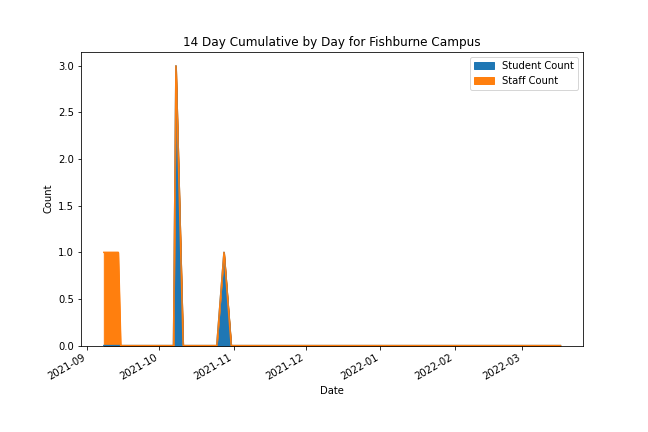 14 Day Cumulative by Day for Fishburne Campus
Student Count
Staff Count
3.0
2.5
2.0
1.5
1.0
0.5
0.0
Count
2021-09
2021-10
2021-11
2021-12
2022-01
2022-02
2022-03
Date